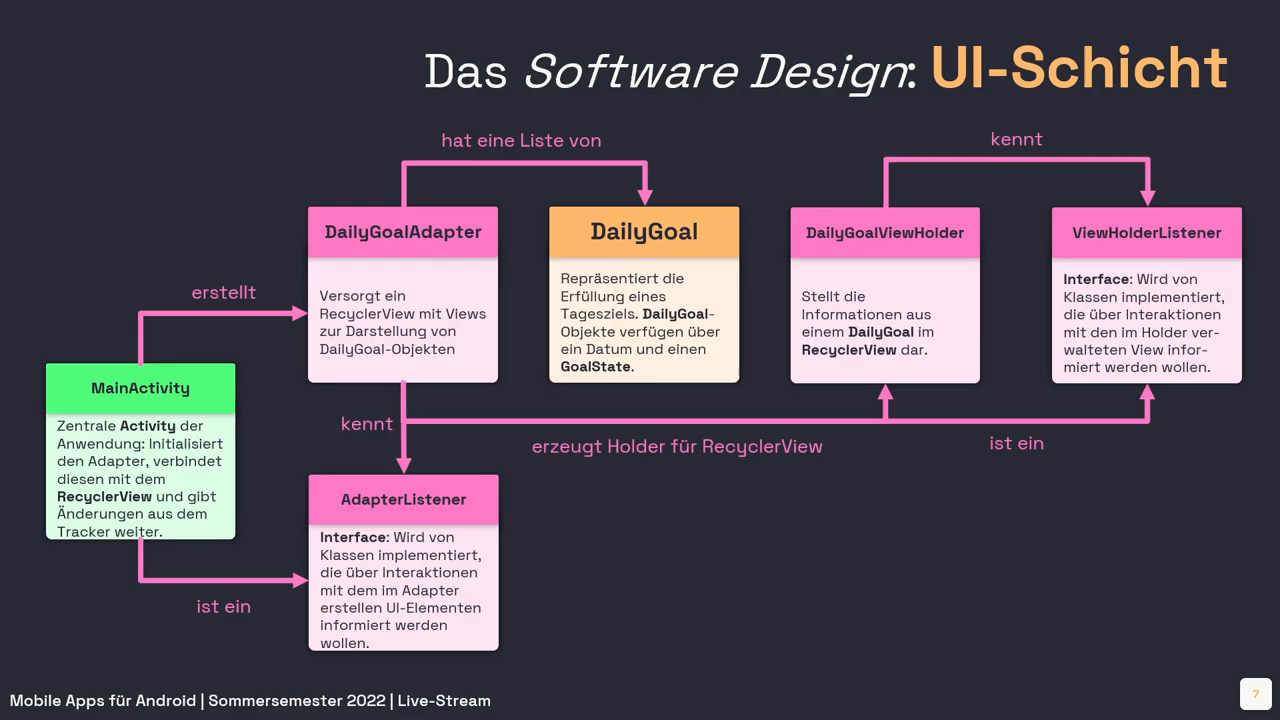 Das Software Design: UI-Schicht
hat eine Liste von
kennt
DailyGoalAdapter
Versorgt ein
RecyclerView mit Views
zur Darstellung von
DailyGoal-Objekten
DailyGoal
Repräsentiert die
Erfüllung eines
Tagesziels. DailyGoal-
Objekte verfügen über
ein Datum und einen
GoalState.
DailyGoalViewHolder
Stellt die
Informationen aus
einem DailyGoal im
RecyclerView dar.
ViewHolderListener
Interface: Wird von
Klassen implementiert,
die über Interaktionen
mit den im Holder ver-
walteten View infor-
miert werden wollen.
erstellt
MainActivity
Zentrale Activity der
Anwendung: Initialisiert
den Adapter, verbindet
diesen mit dem
RecyclerView und gibt
Änderungen aus dem
Tracker weiter.
kennt
erzeugt Holder für RecyclerView
ist ein
AdapterListener
Interface: Wird von
Klassen implementiert,
die über Interaktionen
mit dem im Adapter
erstellen UI-Elementen
informiert werden
wollen.
ist ein
Mobile Apps für Android | Sommersemester 2022 | Live-Stream
7